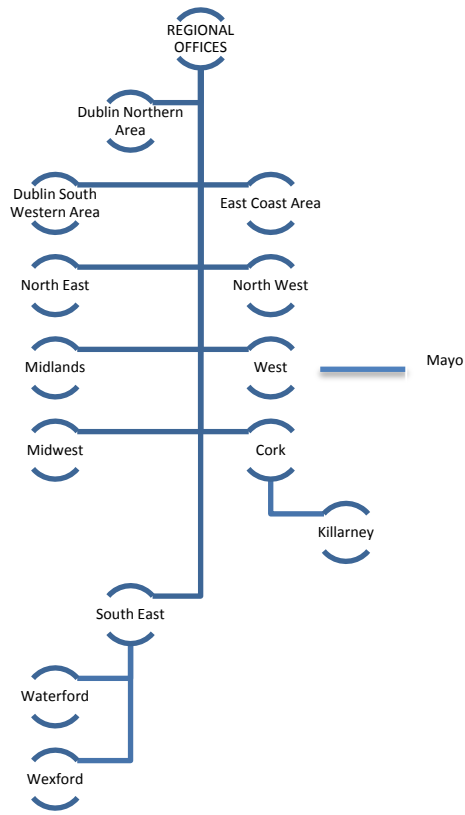 REGIONAL
OFFICES
Dublin Northern
Area
Dublin South
Western Area
East Coast Area
North East
North West
Midlands
West
Mayo
Midwest
Cork
Killarney
South East
Waterford
Wexford